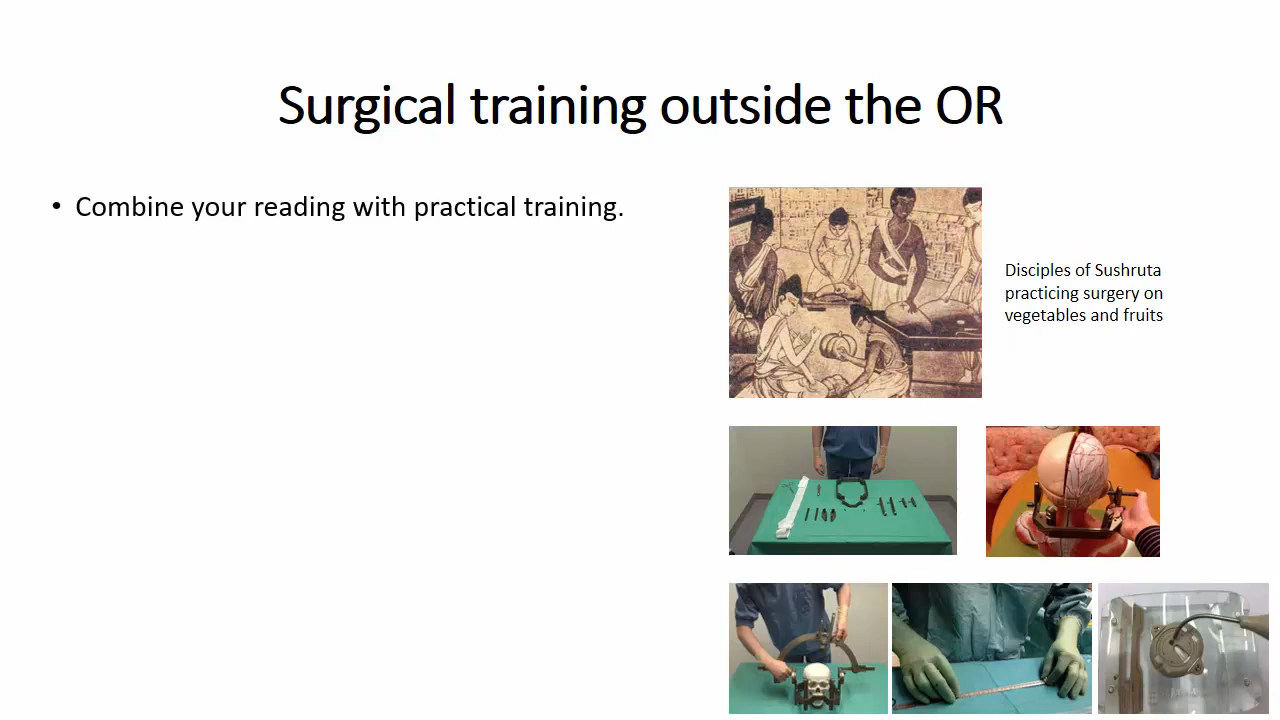 Surgical training outside the OR
• Combine your reading with practical training.
Disciples of Sushruta
practicing surgery on
vegetables and fruits